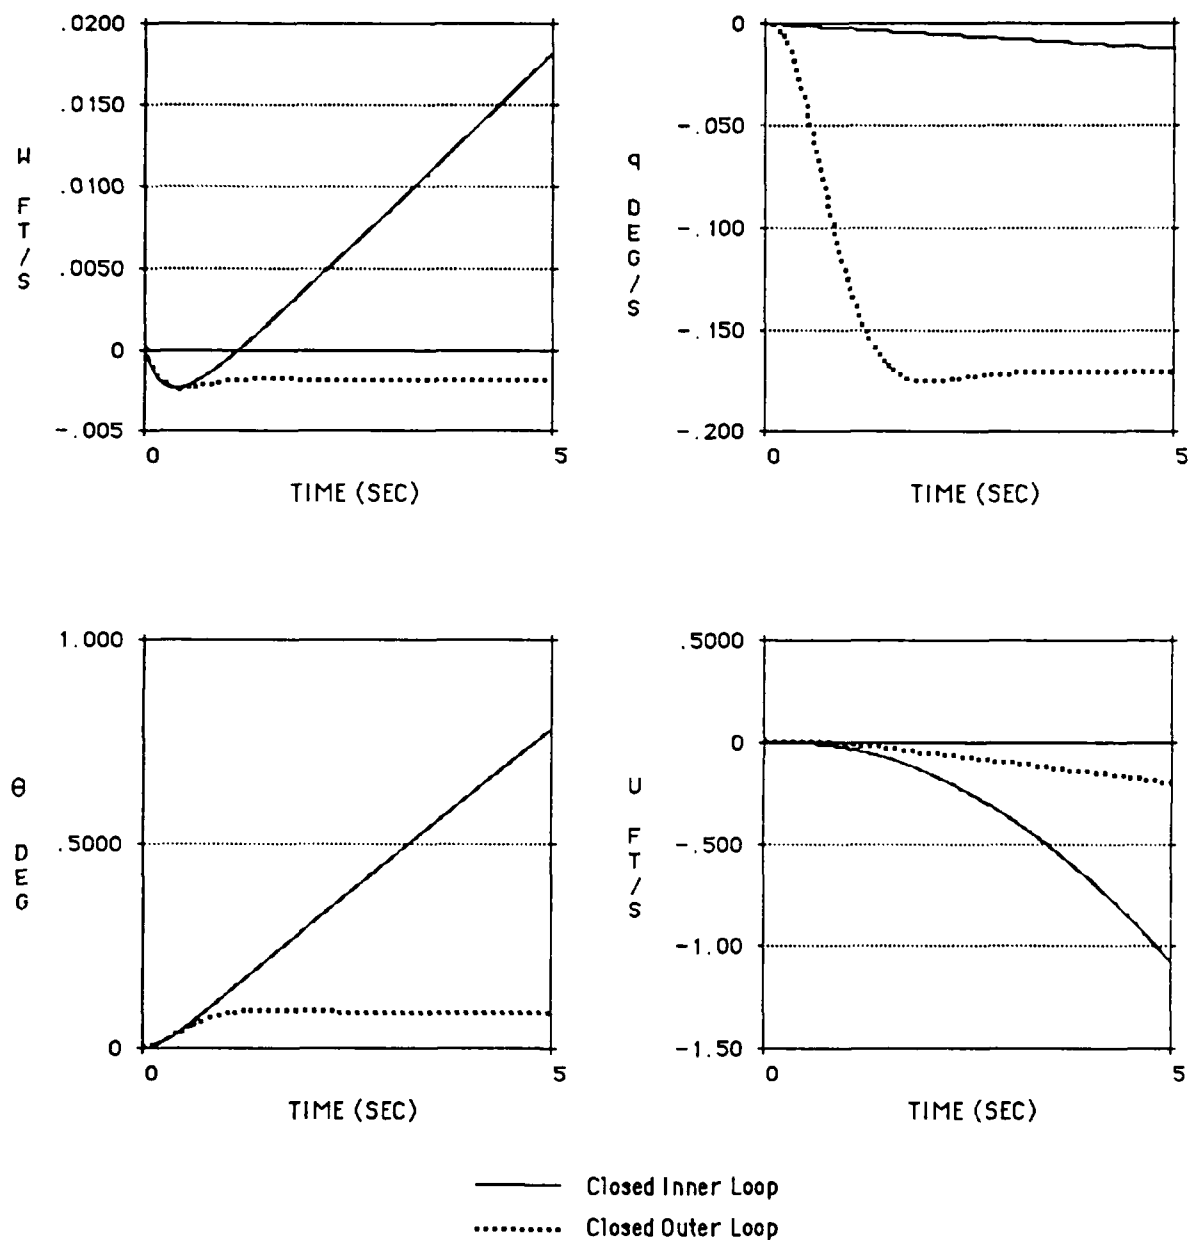 .0200
.0150
.0100
.0050
0
-.005
W FT/S
0 5
TIME (SEC)
0
-.050
-.100
-.150
-.200
q DEG/S
0 5
TIME (SEC)
1.000
.5000
0
θ DEG
0 5
TIME (SEC)
.5000
0
-.500
-1.00
-1.50
U FT/S
0 5
TIME (SEC)
Closed Inner Loop
Closed Outer Loop